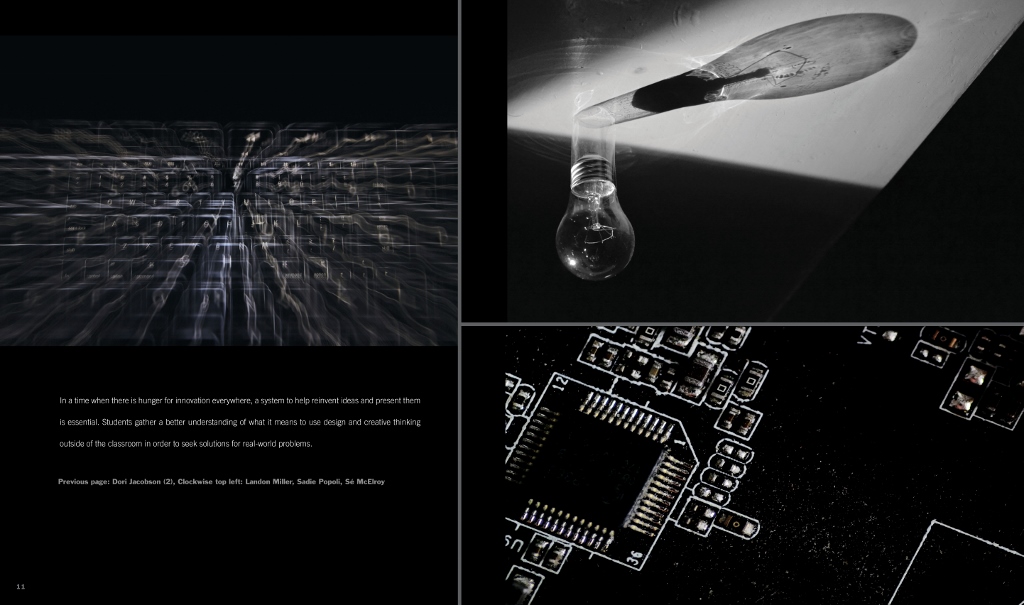 In a time when there is hunger for innovation everywhere, a system to help reinvent ideas and present them
is essential. Students gather a better understanding of what it means to use design and creative thinking
outside of the classroom in order to seek solutions for real-world problems.
Previous page: Dori Jacobson (2), Clockwise top left: Landon Miller, Sadie Popoli, Sé McElroy
11
VT
12
1
36